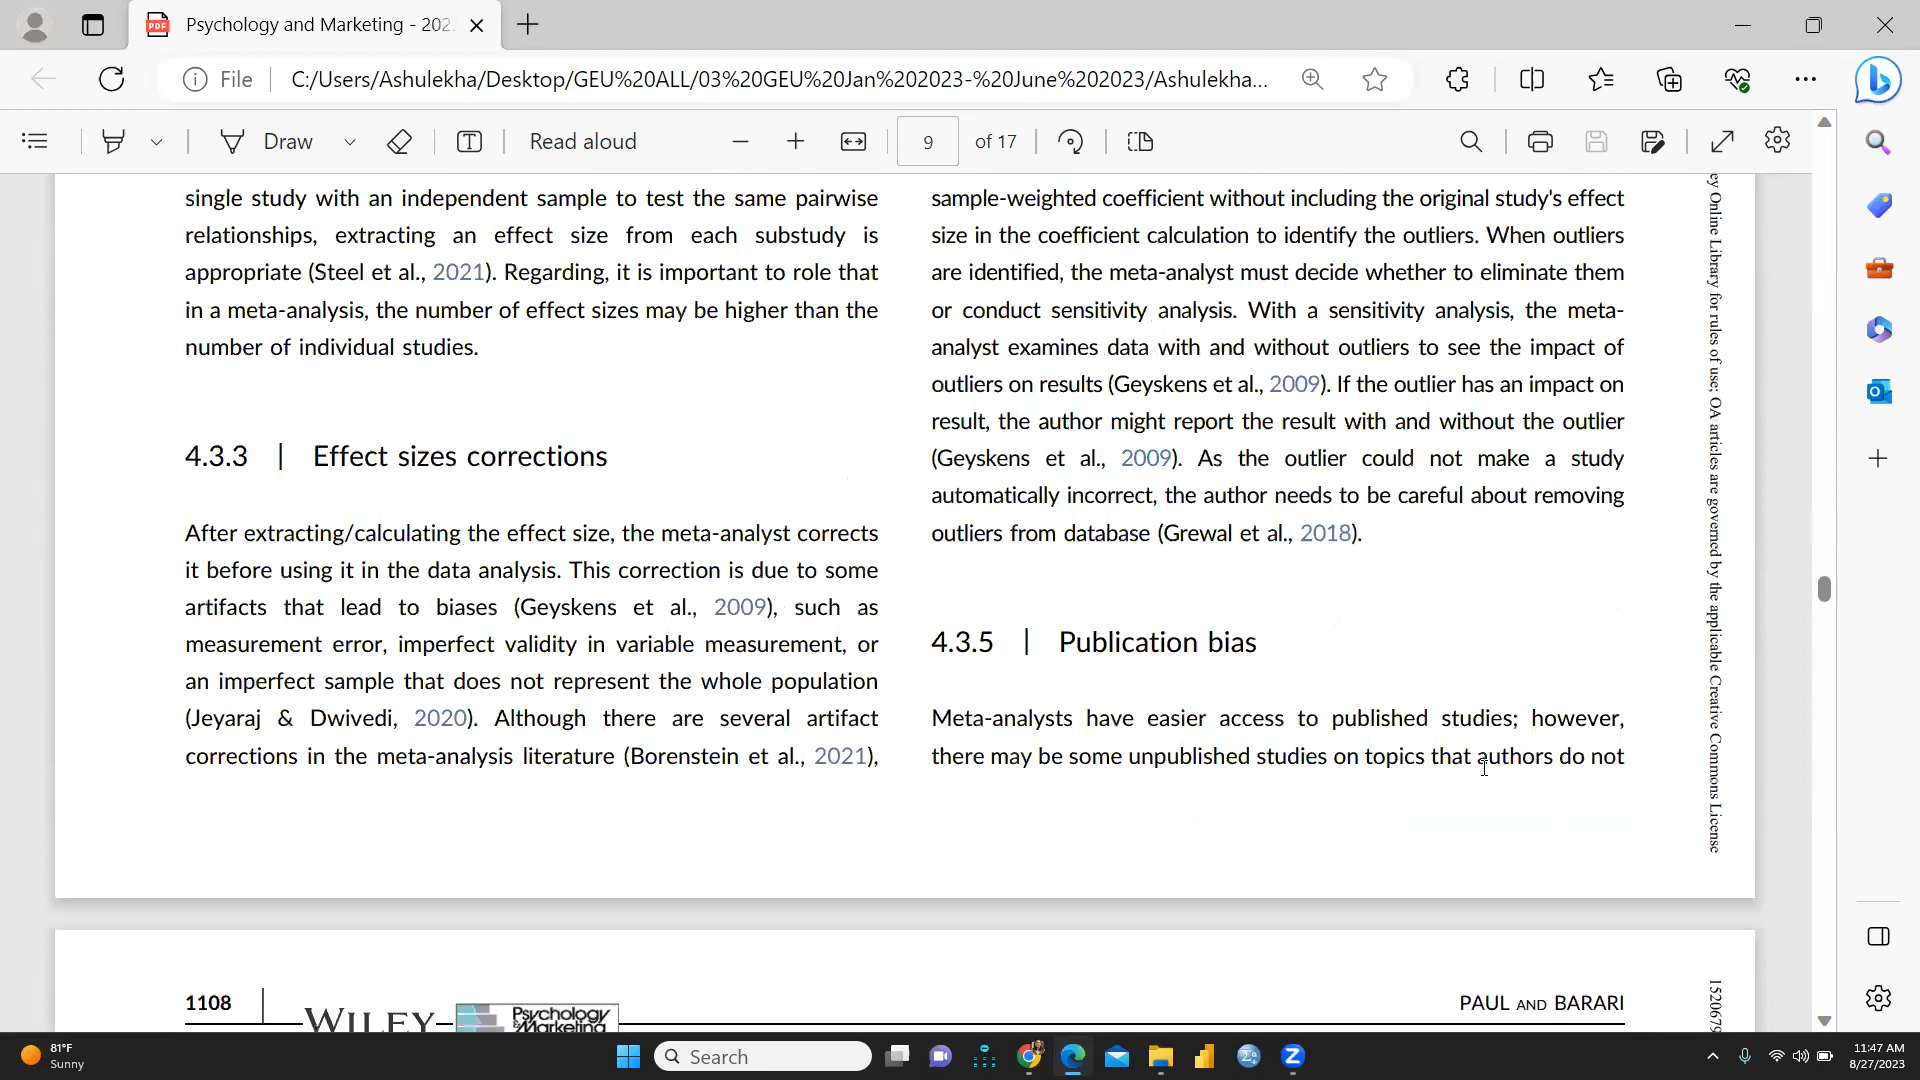 Psychology and Marketing - 202
File
C:/Users/Ashulekha/Desktop/GEU%20ALL/03%20GEU%20Jan%202023-%20June%202023/Ashulekha...
Draw
Read aloud
9
of 17
single study with an independent sample to test the same pairwise
relationships, extracting an effect size from each substudy is
appropriate (Steel et al., 2021). Regarding, it is important to role that
in a meta-analysis, the number of effect sizes may be higher than the
number of individual studies.
4.3.3 | Effect sizes corrections
After extracting/calculating the effect size, the meta-analyst corrects
it before using it in the data analysis. This correction is due to some
artifacts that lead to biases (Geyskens et al., 2009), such as
measurement error, imperfect validity in variable measurement, or
an imperfect sample that does not represent the whole population
(Jeyaraj & Dwivedi, 2020). Although there are several artifact
corrections in the meta-analysis literature (Borenstein et al., 2021),
sample-weighted coefficient without including the original study's effect
size in the coefficient calculation to identify the outliers. When outliers
are identified, the meta-analyst must decide whether to eliminate them
or conduct sensitivity analysis. With a sensitivity analysis, the meta-
analyst examines data with and without outliers to see the impact of
outliers on results (Geyskens et al., 2009). If the outlier has an impact on
result, the author might report the result with and without the outlier
(Geyskens et al., 2009). As the outlier could not make a study
automatically incorrect, the author needs to be careful about removing
outliers from database (Grewal et al., 2018).
4.3.5 | Publication bias
Meta-analysts have easier access to published studies; however,
there may be some unpublished studies on topics that authors do not
ey Online Library for rules of use; OA articles are governed by the applicable Creative Commons License
1108
WILEY
Psychology
&Marketing
PAUL AND BARARI
1520679
81°F
Sunny
Search
11:47 AM
8/27/2023